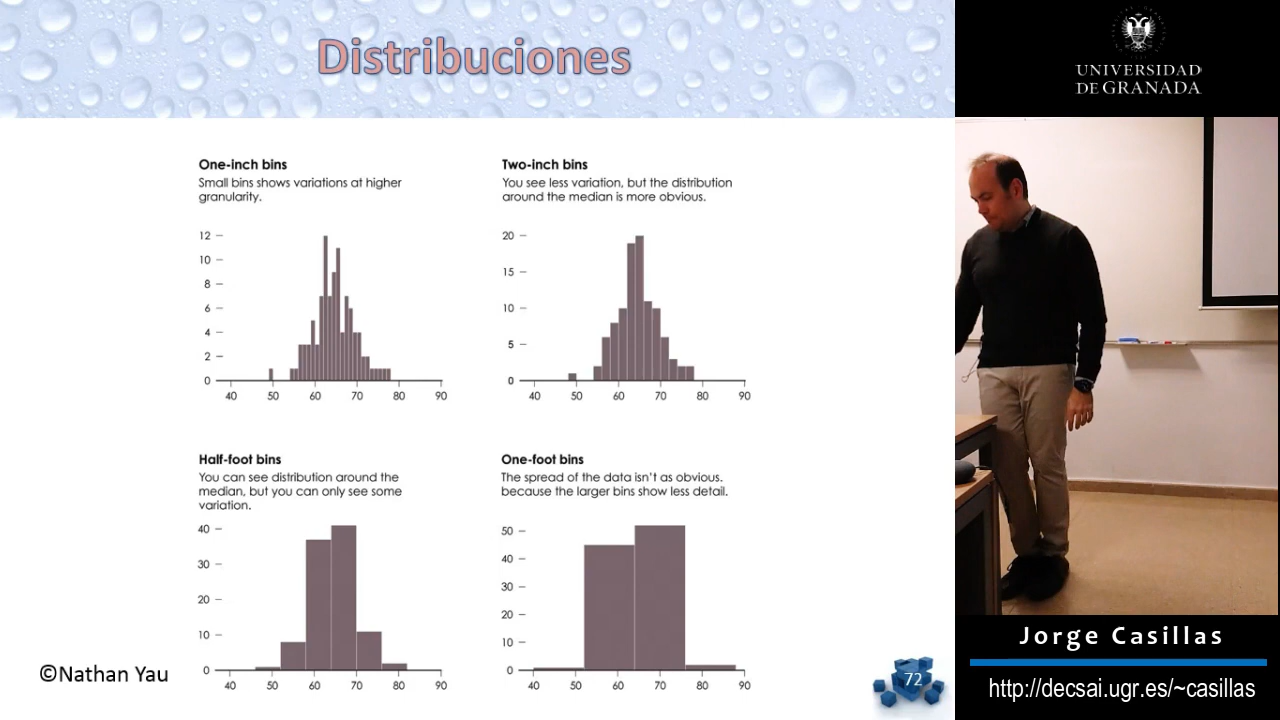 Distribuciones
One-inch bins
Small bins shows variations at higher
granularity.
12
10
8
6
4
2
0
40 50 60 70 80 90
Two-inch bins
You see less variation, but the distribution
around the median is more obvious.
20
15
10
5
0
40 50 60 70 80 90
Half-foot bins
You can see distribution around the
median, but you can only see some
variation.
40
30
20
10
0
40 50 60 70 80 90
One-foot bins
The spread of the data isn't as obvious.
because the larger bins show less detail.
50
40
30
20
10
0
40 50 60 70 80 90
©Nathan Yau
72
UNIVERSIDAD
DE GRANADA
Jorge Casillas
http://decsai.ugr.es/~casillas